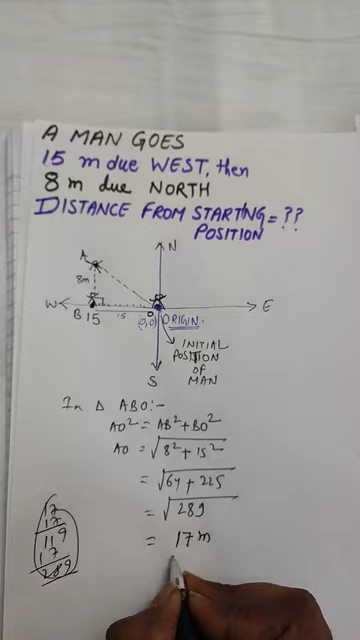 A MAN GOES
15 m due WEST, then
8 m due NORTH
DISTANCE FROM STARTING = ??
POSITION
N
A
8m
W
E
B 15
15
O
(0,0) ORIGIN.
INITIAL
POSITION
OF
MAN
S
In Δ ABO:-
AO² = AB² + BO²
AO = √8² + 15²
= √64 + 225
= √289
= 17 m
17
17
119
17
289